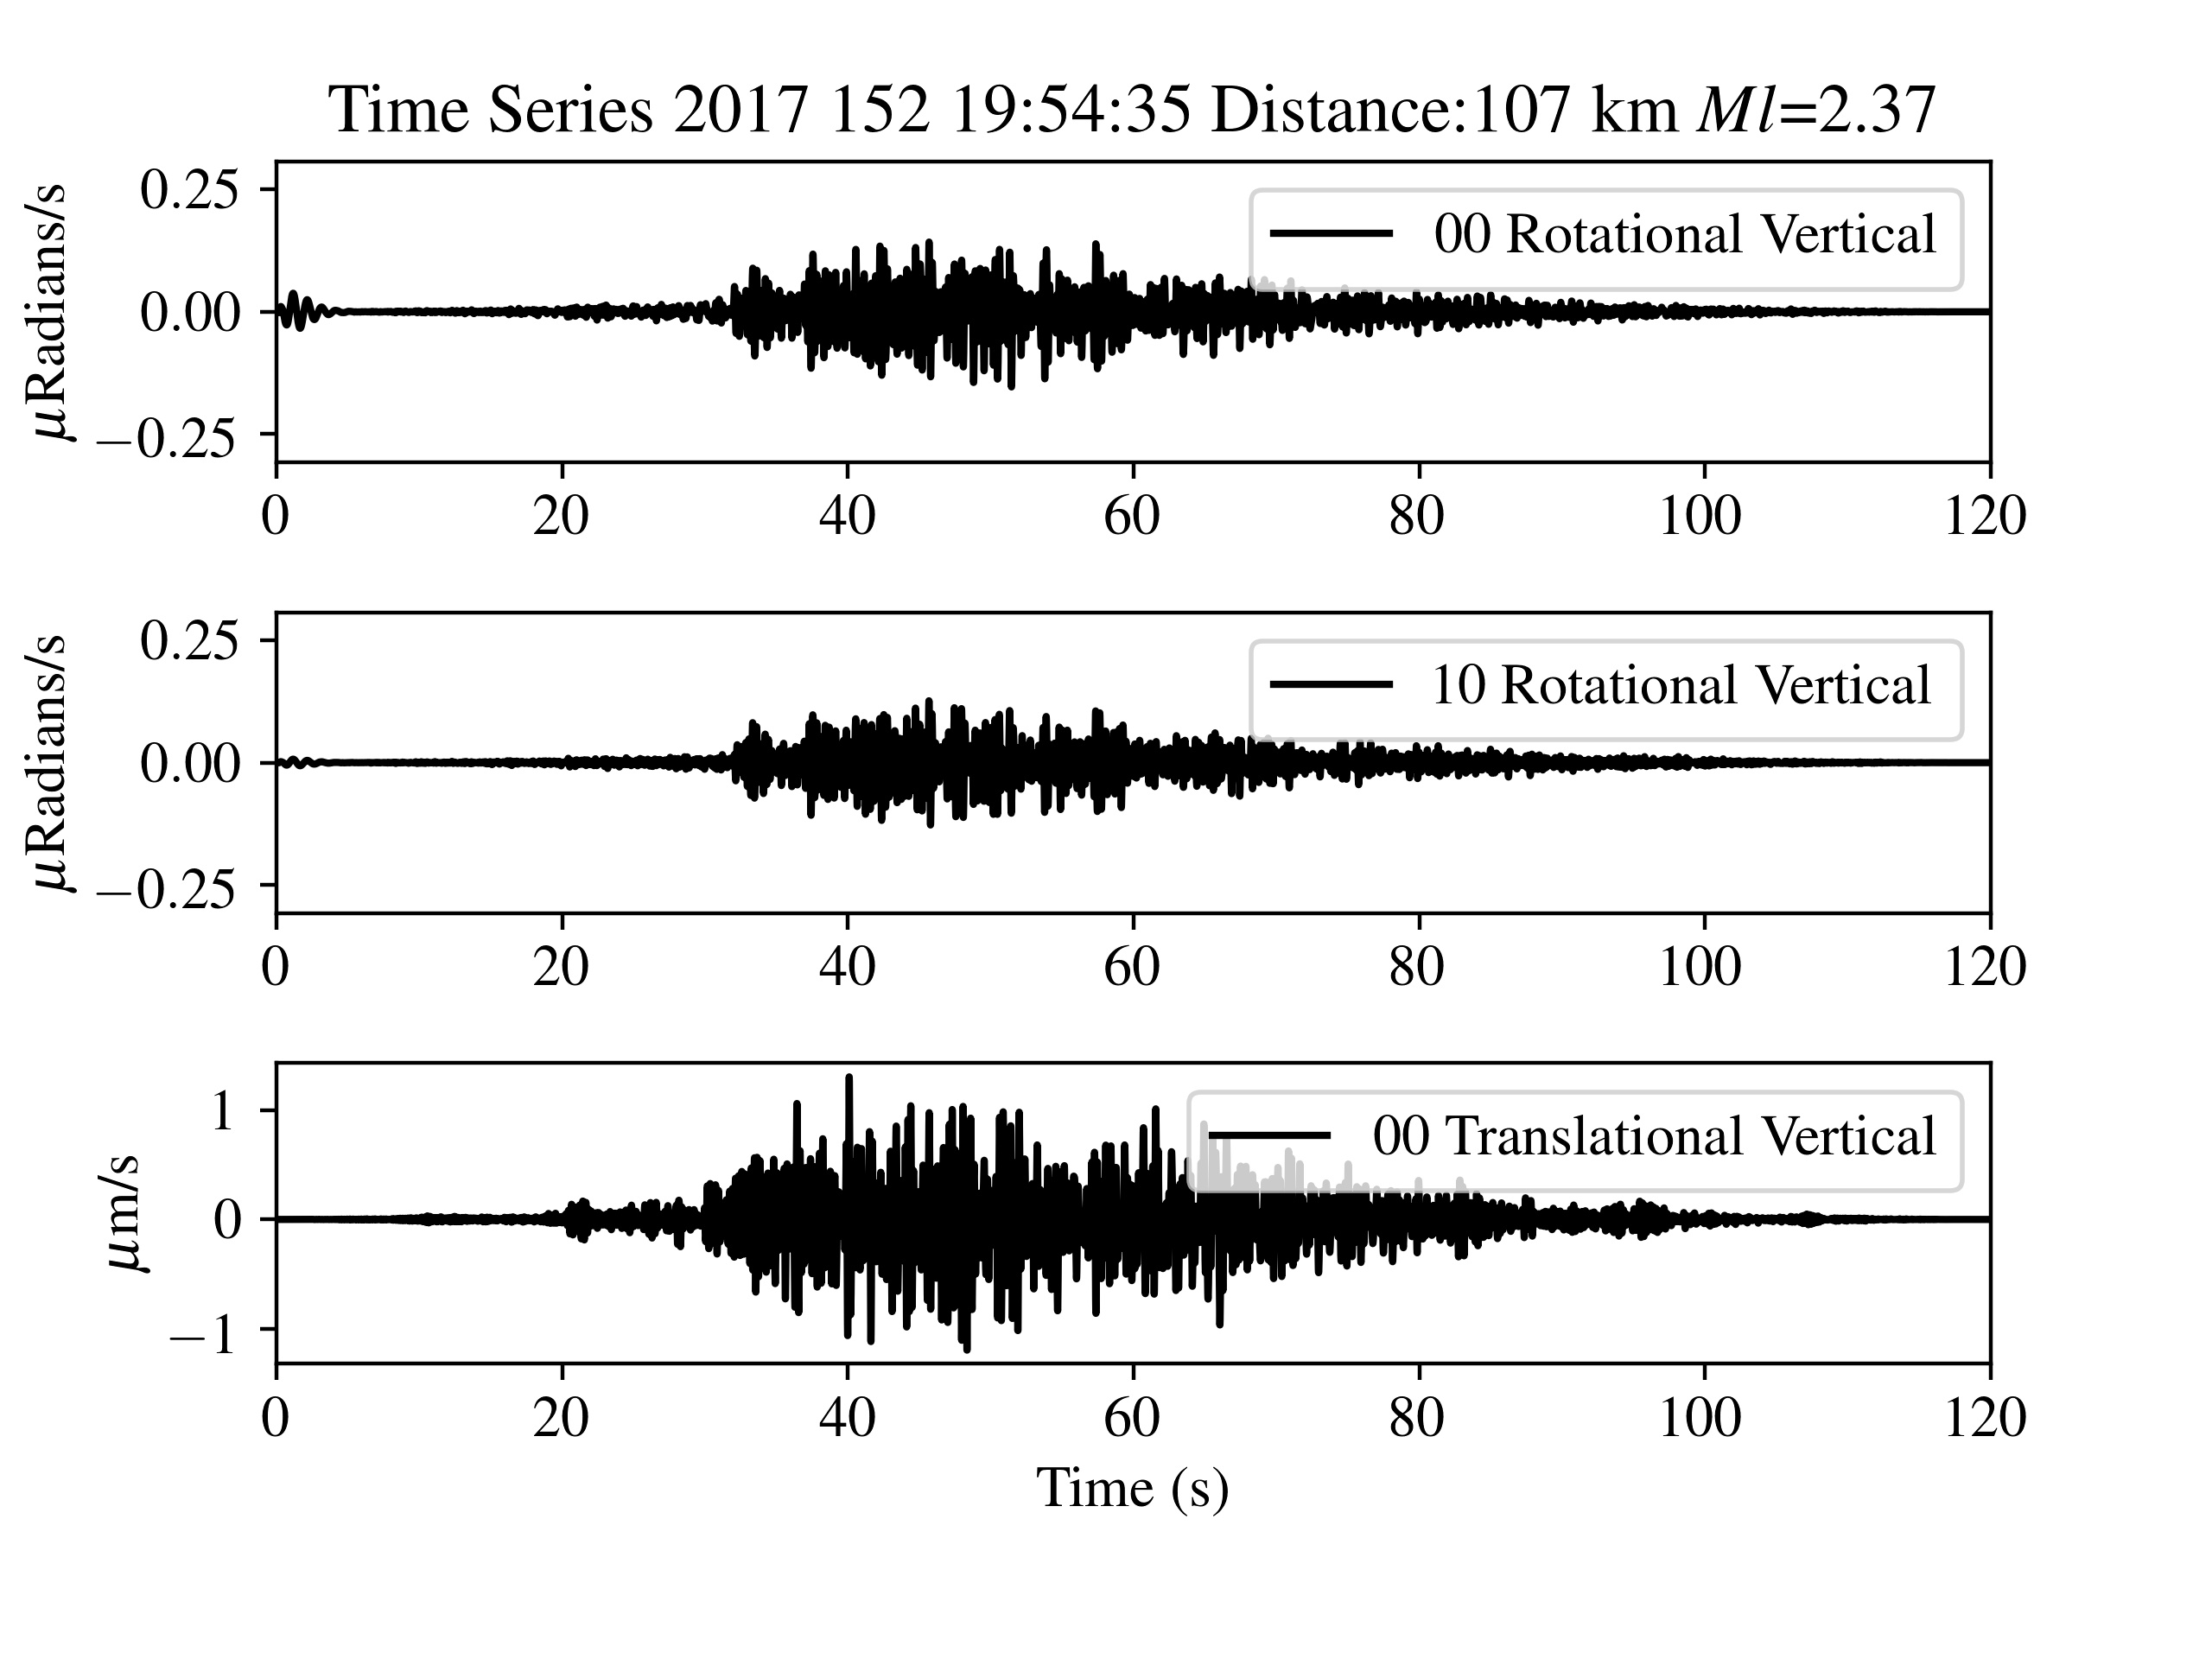 Time Series 2017 152 19:54:35 Distance:107 km Ml=2.37
µRadians/s
0.25
0.00
−0.25
00 Rotational Vertical
0 20 40 60 80 100 120
µRadians/s
0.25
0.00
−0.25
10 Rotational Vertical
0 20 40 60 80 100 120
µm/s
1
0
−1
00 Translational Vertical
0 20 40 60 80 100 120
Time (s)